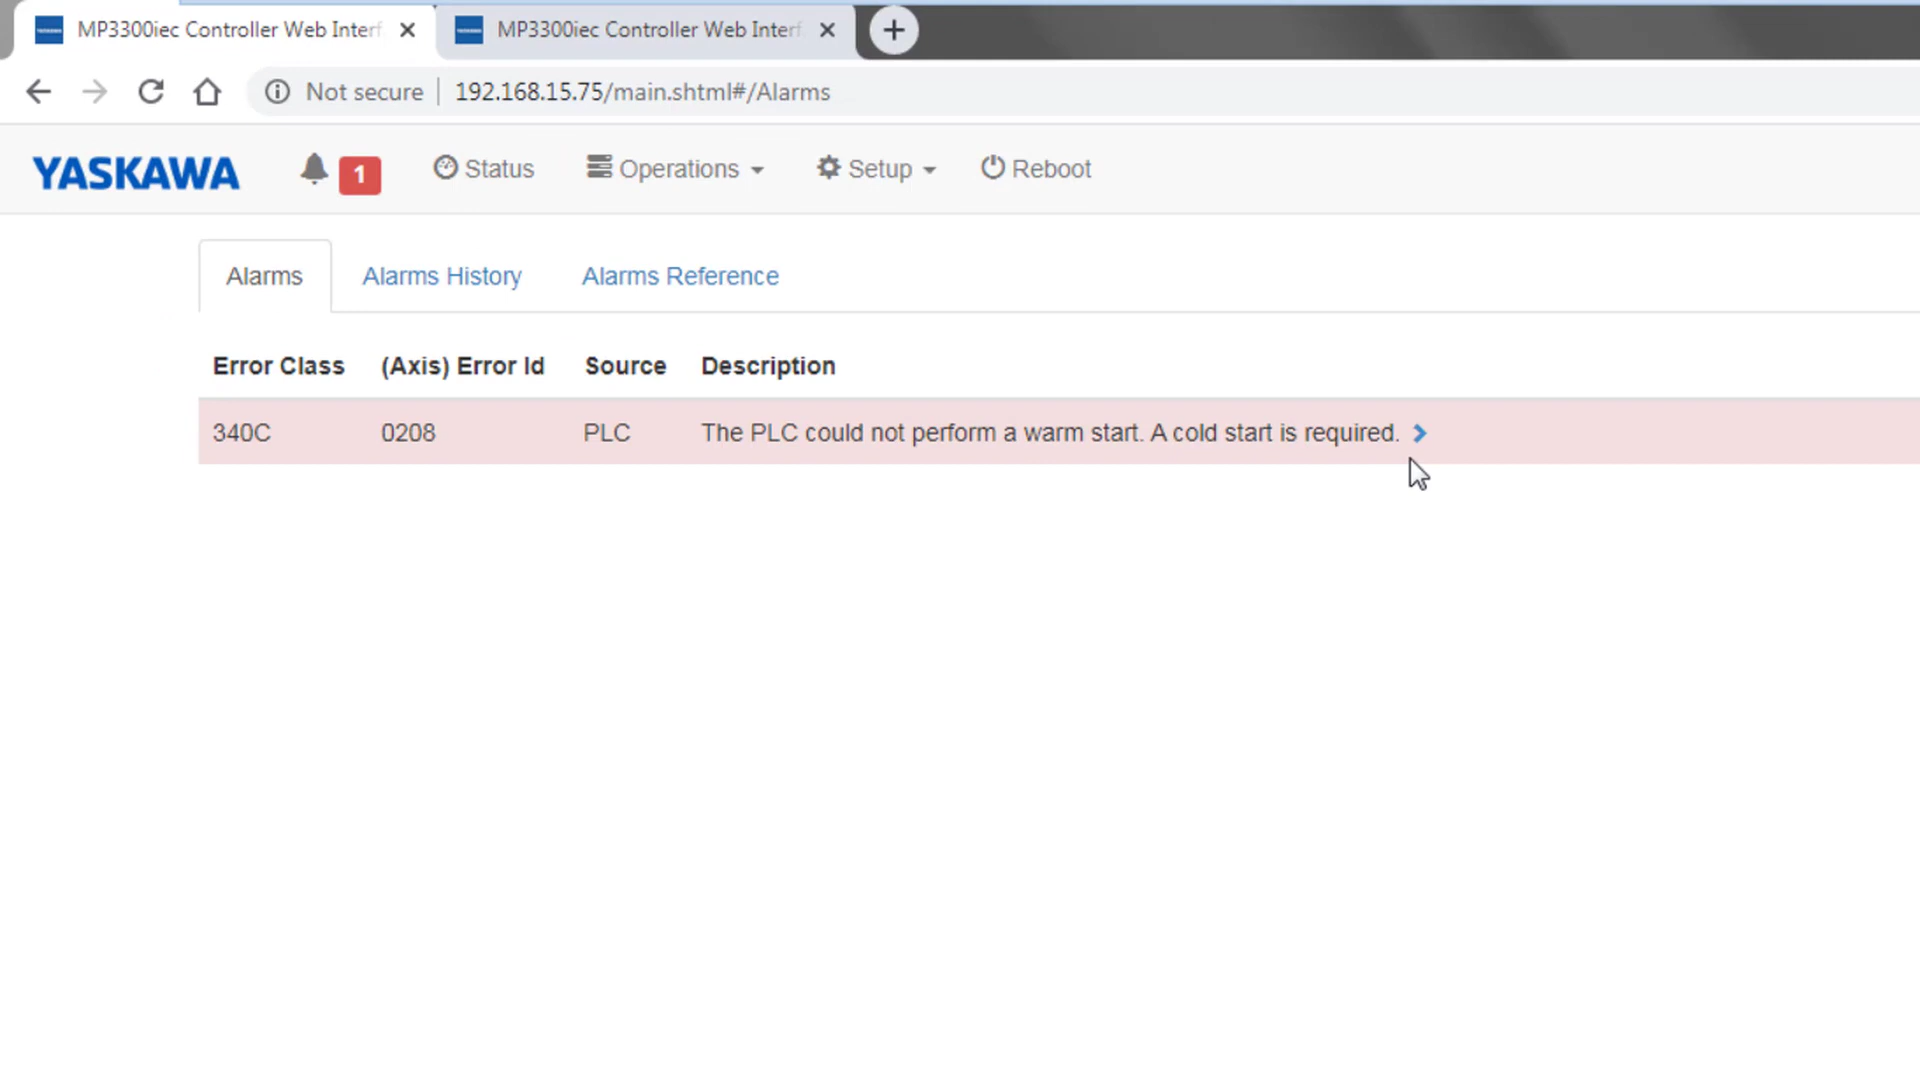 MP3300iec Controller Web Interf
MP3300iec Controller Web Interf
Not secure 192.168.15.75/main.shtml#/Alarms
YASKAWA 1 Status Operations Setup Reboot
Alarms Alarms History Alarms Reference
Error Class (Axis) Error Id Source Description
340C 0208 PLC The PLC could not perform a warm start. A cold start is required.